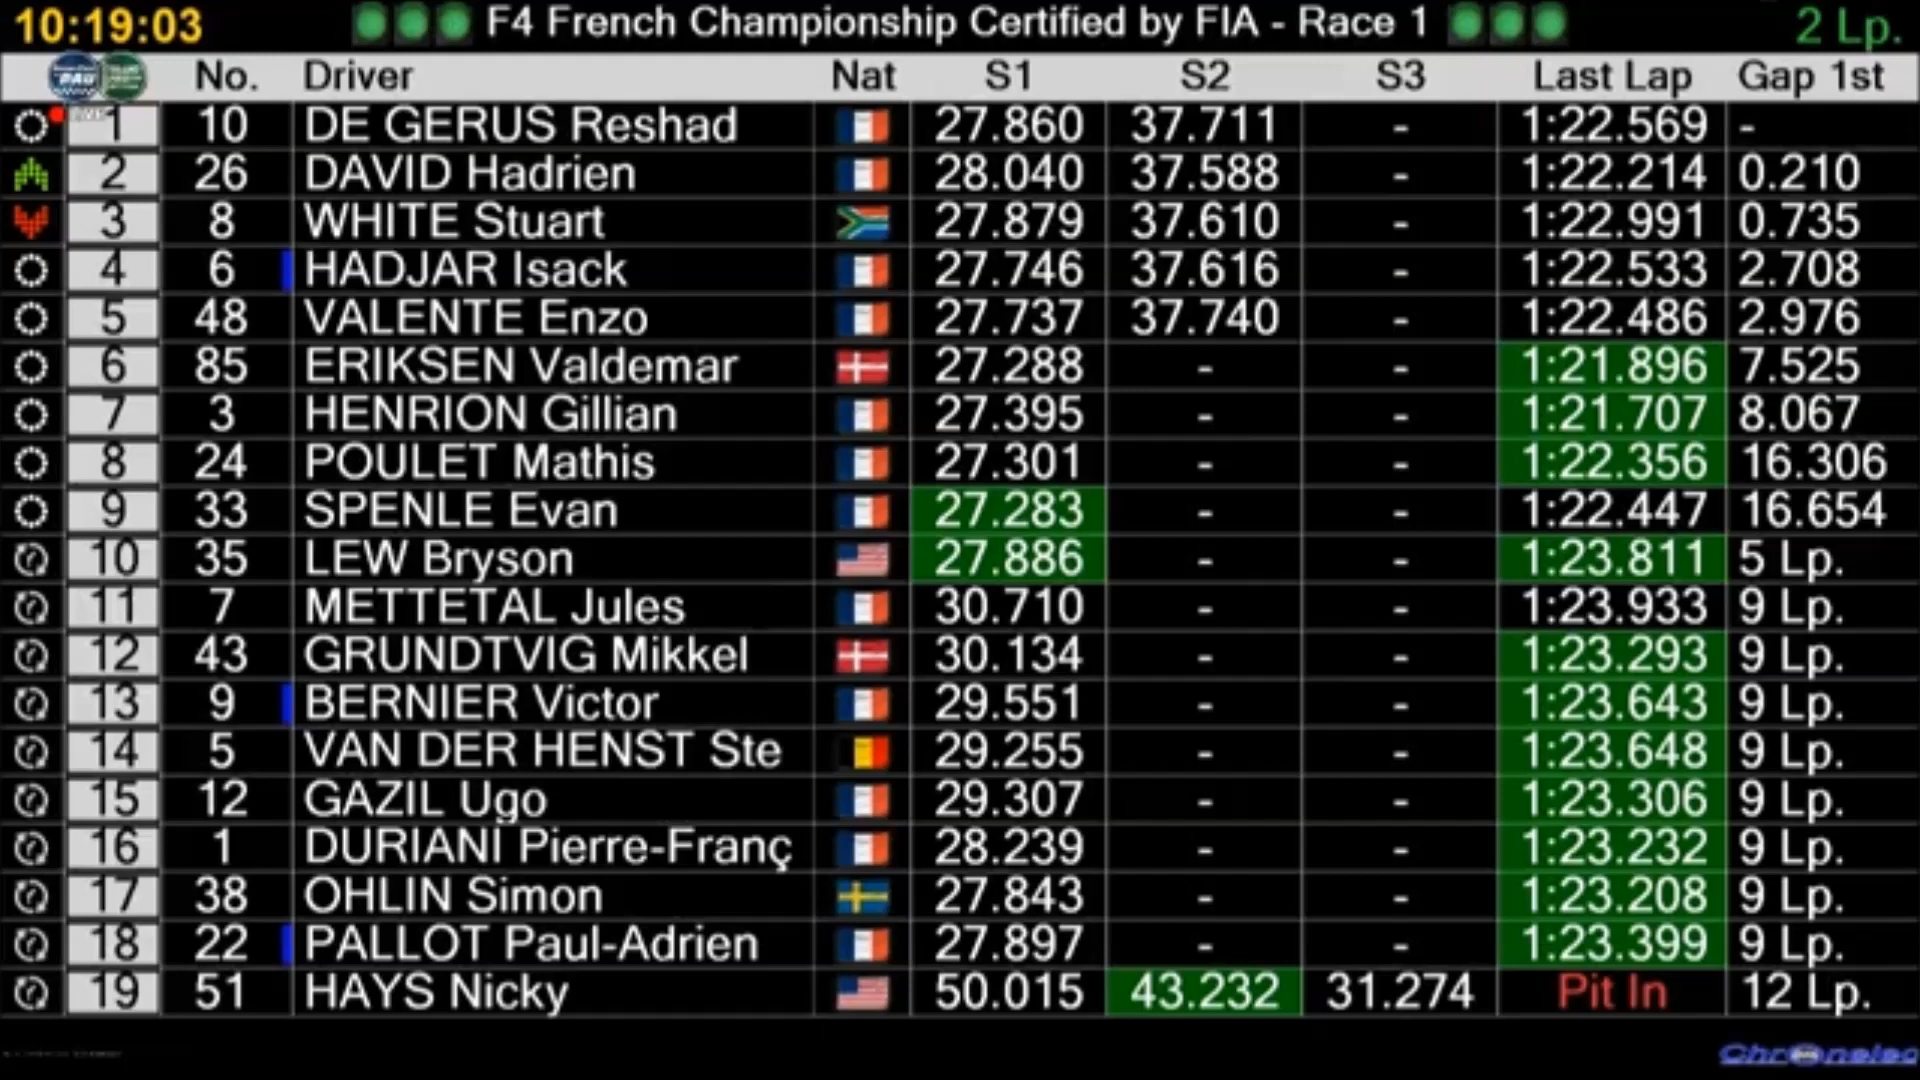 10:19:03 F4 French Championship Certified by FIA - Race 1 2 Lp.
No. Driver Nat S1 S2 S3 Last Lap Gap 1st
1 10 DE GERUS Reshad 27.860 37.711 - 1:22.569 -
2 26 DAVID Hadrien 28.040 37.588 - 1:22.214 0.210
3 8 WHITE Stuart 27.879 37.610 - 1:22.991 0.735
4 6 HADJAR Isack 27.746 37.616 - 1:22.533 2.708
5 48 VALENTE Enzo 27.737 37.740 - 1:22.486 2.976
6 85 ERIKSEN Valdemar 27.288 - - 1:21.896 7.525
7 3 HENRION Gillian 27.395 - - 1:21.707 8.067
8 24 POULET Mathis 27.301 - - 1:22.356 16.306
9 33 SPENLE Evan 27.283 - - 1:22.447 16.654
10 35 LEW Bryson 27.886 - - 1:23.811 5 Lp.
11 7 METTETAL Jules 30.710 - - 1:23.933 9 Lp.
12 43 GRUNDTVIG Mikkel 30.134 - - 1:23.293 9 Lp.
13 9 BERNIER Victor 29.551 - - 1:23.643 9 Lp.
14 5 VAN DER HENST Ste 29.255 - - 1:23.648 9 Lp.
15 12 GAZIL Ugo 29.307 - - 1:23.306 9 Lp.
16 1 DURIANI Pierre-Franç 28.239 - - 1:23.232 9 Lp.
17 38 OHLIN Simon 27.843 - - 1:23.208 9 Lp.
18 22 PALLOT Paul-Adrien 27.897 - - 1:23.399 9 Lp.
19 51 HAYS Nicky 50.015 43.232 31.274 Pit In 12 Lp.
Chronelec